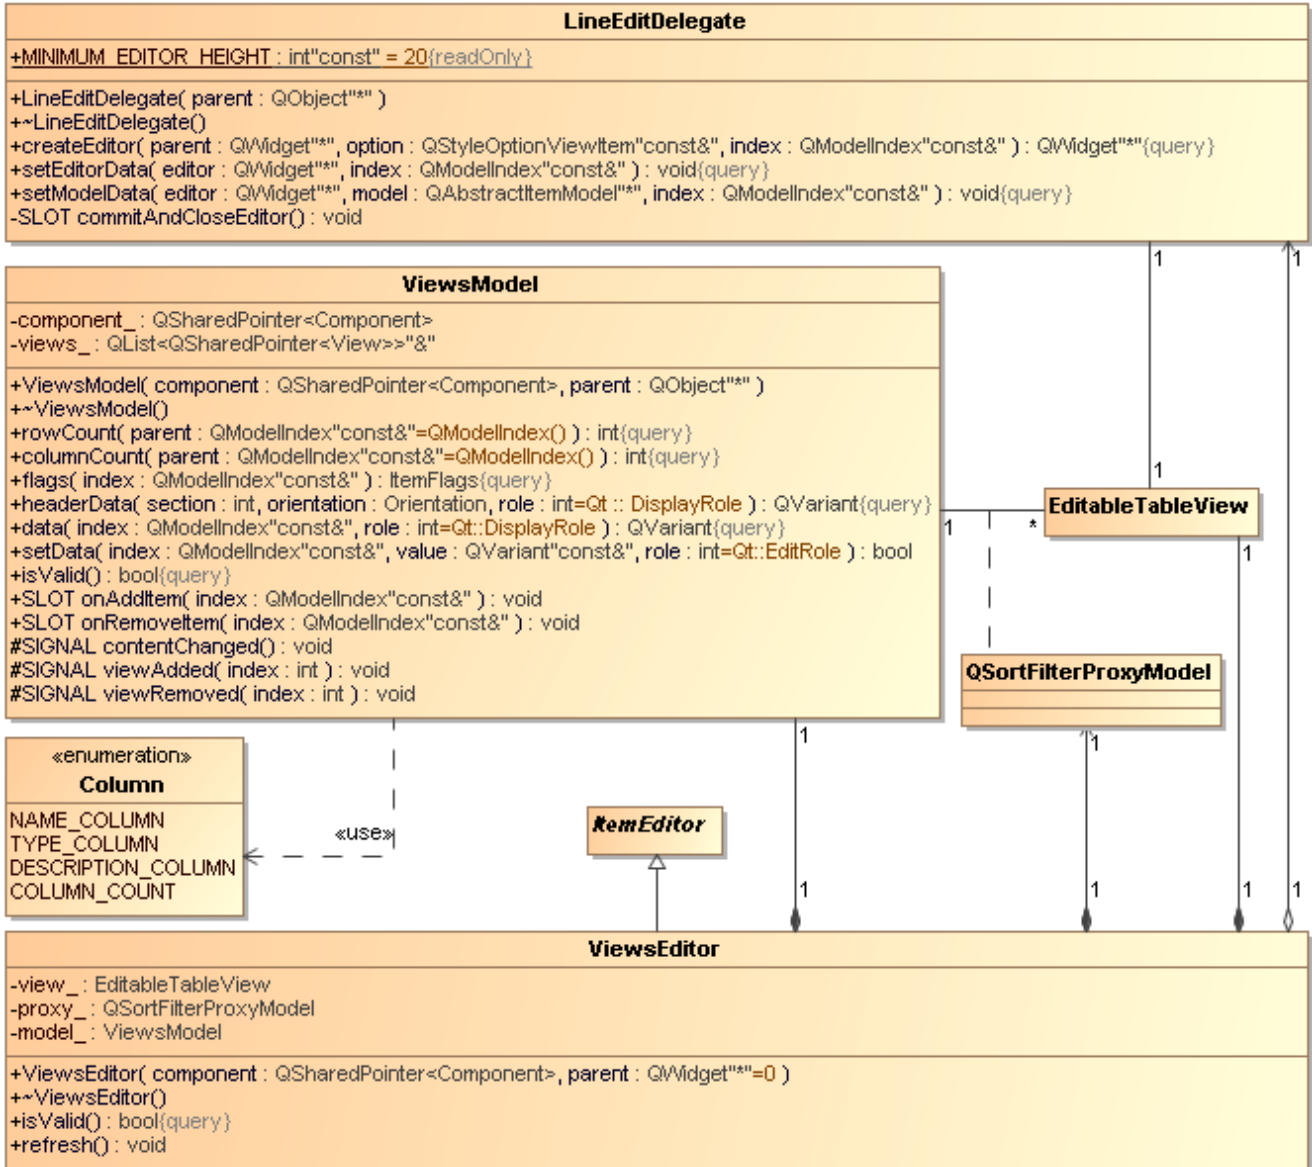 LineEditDelegate
+MINIMUM_EDITOR_HEIGHT : int"const" = 20{readOnly}
+LineEditDelegate( parent : QObject"*" )
+~LineEditDelegate()
+createEditor( parent : QWidget"*", option : QStyleOptionViewItem"const&", index : QModelIndex"const&" ) : QWidget"*"{query}
+setEditorData( editor : QWidget"*", index : QModelIndex"const&" ) : void{query}
+setModelData( editor : QWidget"*", model : QAbstractItemModel"*", index : QModelIndex"const&" ) : void{query}
-SLOT commitAndCloseEditor() : void
1
1
ViewsModel
-component_ : QSharedPointer<Component>
-views_ : QList<QSharedPointer<View>>"&"
+ViewsModel( component : QSharedPointer<Component>, parent : QObject"*" )
+~ViewsModel()
+rowCount( parent : QModelIndex"const&"=QModelIndex() ) : int{query}
+columnCount( parent : QModelIndex"const&"=QModelIndex() ) : int{query}
+flags( index : QModelIndex"const&" ) : ItemFlags{query}
+headerData( section : int, orientation : Orientation, role : int=Qt :: DisplayRole ) : QVariant{query}
+data( index : QModelIndex"const&", role : int=Qt::DisplayRole ) : QVariant{query}
+setData( index : QModelIndex"const&", value : QVariant"const&", role : int=Qt::EditRole ) : bool
+isValid() : bool{query}
+SLOT onAddItem( index : QModelIndex"const&" ) : void
+SLOT onRemoveItem( index : QModelIndex"const&" ) : void
#SIGNAL contentChanged() : void
#SIGNAL viewAdded( index : int ) : void
#SIGNAL viewRemoved( index : int ) : void
1
EditableTableView
1
*
1
QSortFilterProxyModel
1
1
«enumeration»
Column
NAME_COLUMN
TYPE_COLUMN
DESCRIPTION_COLUMN
COLUMN_COUNT
«use»
ItemEditor
1
1
1
1
ViewsEditor
-view_ : EditableTableView
-proxy_ : QSortFilterProxyModel
-model_ : ViewsModel
+ViewsEditor( component : QSharedPointer<Component>, parent : QWidget"*"=0 )
+~ViewsEditor()
+isValid() : bool{query}
+refresh() : void